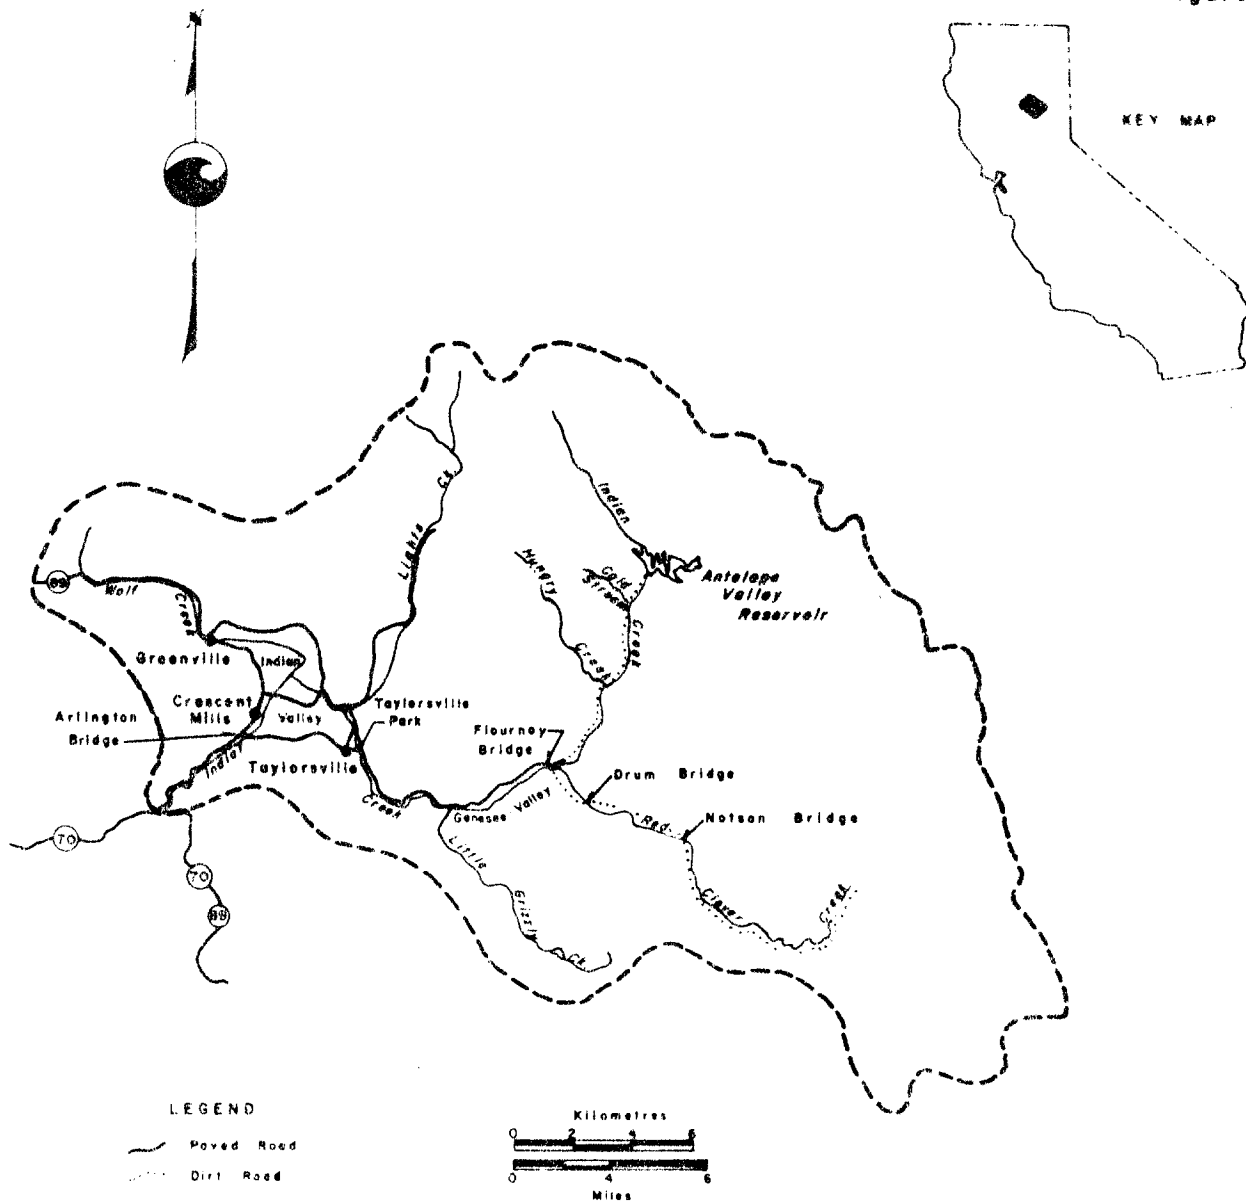 N
KEY MAP
Indian
Lights Ck.
Hungry Creek
Cold Stream
Creek
Antelope
Valley
Reservoir
89
Wolf Creek
Greenville
Indian
Valley
Crescent
Mills
Arlington
Bridge
Taylorsville
Park
Taylorsville
Indian
Creek
Flournoy
Bridge
Genesee Valley
Drum Bridge
Notson Bridge
Red
Clover
Creek
Little
Grizzly
Ck.
70
70
89
LEGEND
Paved Road
Dirt Road
Kilometres
0 2 4 6
0 4 6
Miles